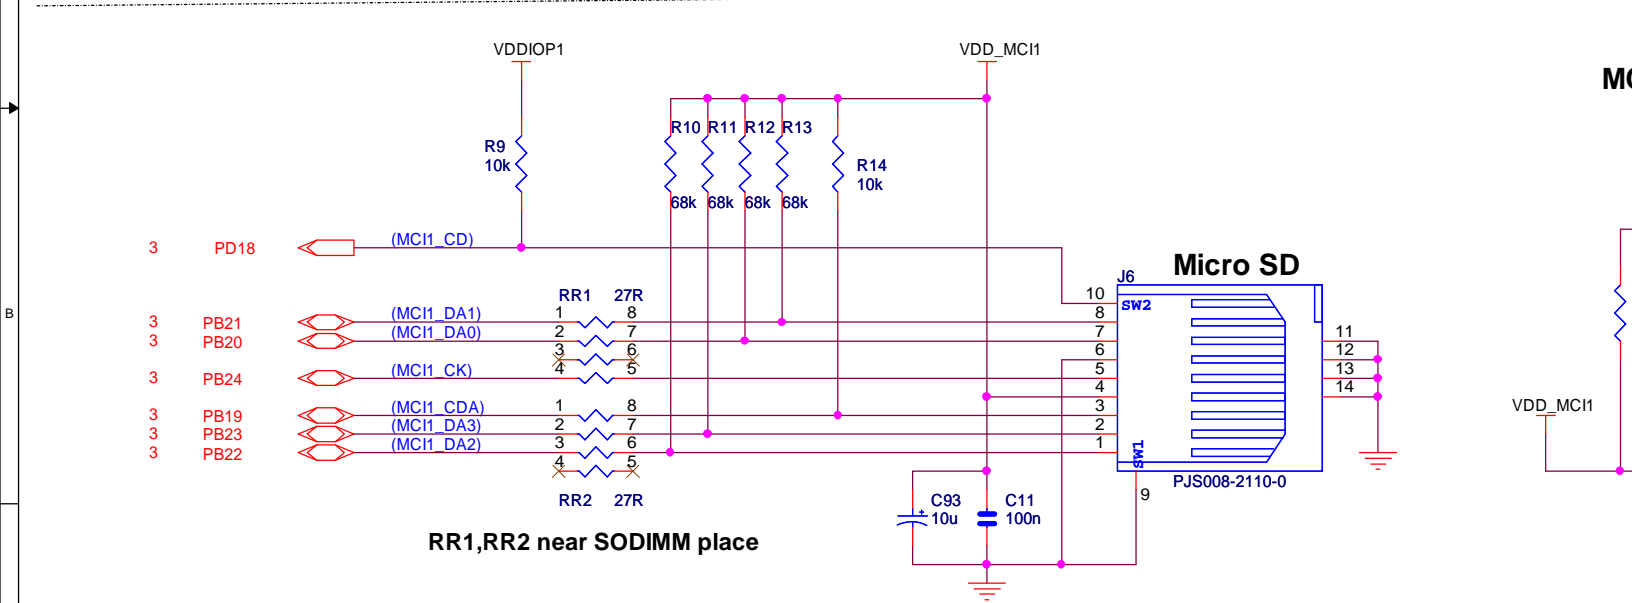 VDDIOP1
VDD_MCI1
MC
R10 R11 R12 R13
R9
10k
R14
10k
68k 68k 68k 68k
3 PD18 (MCI1_CD)
Micro SD
J6
RR1 27R
10 SW2
3 PB21 (MCI1_DA1) 1 8 8
3 PB20 (MCI1_DA0) 2 7 7
3 6 6
3 PB24 (MCI1_CK) 4 5 5
4
3 PB19 (MCI1_CDA) 1 8 3
3 PB23 (MCI1_DA3) 2 7 2
3 PB22 (MCI1_DA2) 3 6 1
4 5
11
12
13
14
B
VDD_MCI1
SW1
PJS008-2110-0
9
RR2 27R
C93
10u
C11
100n
RR1,RR2 near SODIMM place